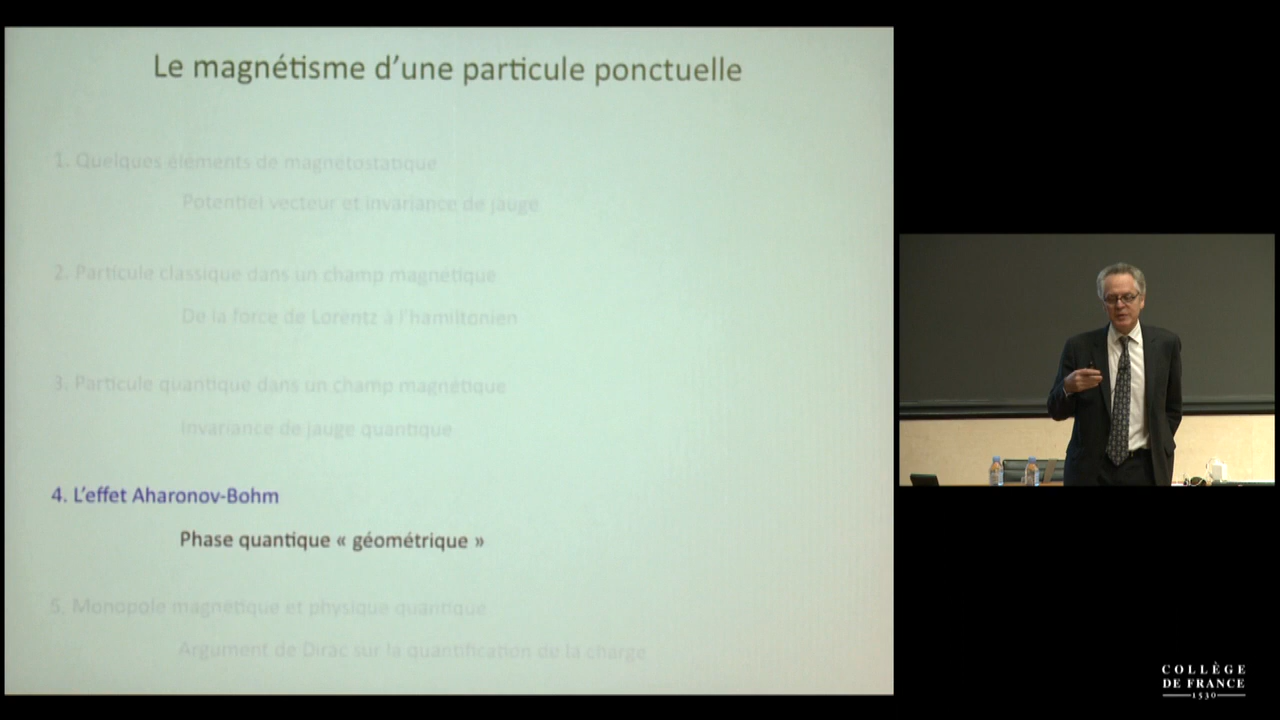 Le magnétisme d'une particule ponctuelle
1. Quelques éléments de magnétostatique
Potentiel vecteur et invariance de jauge
2. Particule classique dans un champ magnétique
De la force de Lorentz à l'hamiltonien
3. Particule quantique dans un champ magnétique
Invariance de jauge quantique
4. L'effet Aharonov-Bohm
Phase quantique « géométrique »
5. Monopole magnétique et physique quantique
Argument de Dirac sur la quantification de la charge
COLLÈGE
DE FRANCE
1530